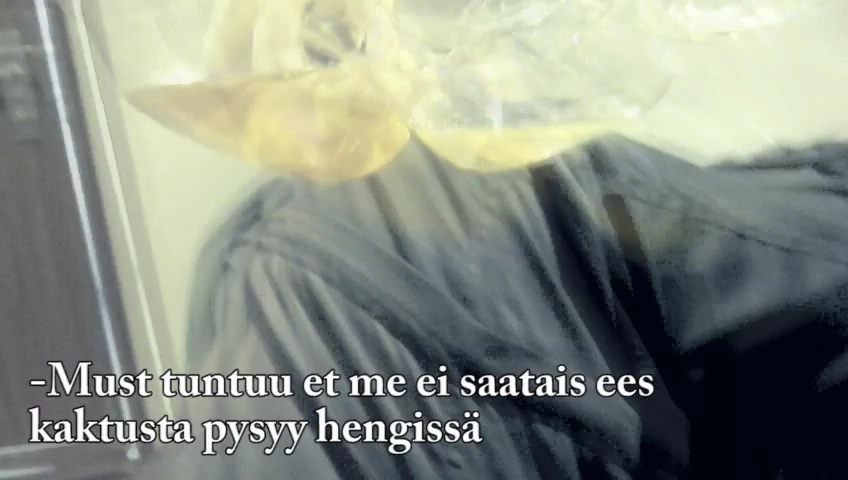 -Must tuntuu et me ei saatais ees
kaktusta pysyy hengissä